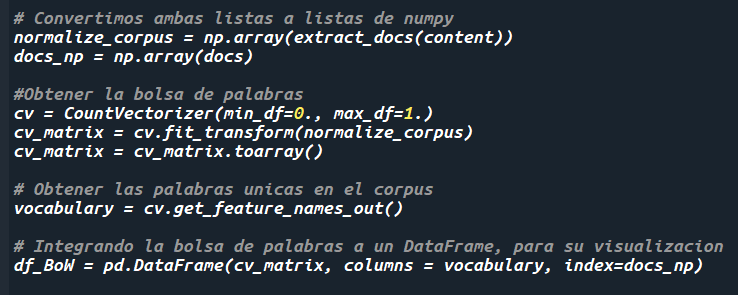 # Convertimos ambas listas a listas de numpy
normalize_corpus = np.array(extract_docs(content))
docs_np = np.array(docs)
#Obtener la bolsa de palabras
cv = CountVectorizer(min_df=0., max_df=1.)
cv_matrix = cv.fit_transform(normalize_corpus)
cv_matrix = cv_matrix.toarray()
# Obtener las palabras unicas en el corpus
vocabulary = cv.get_feature_names_out()
# Integrando la bolsa de palabras a un DataFrame, para su visualizacion
df_BoW = pd.DataFrame(cv_matrix, columns = vocabulary, index=docs_np)